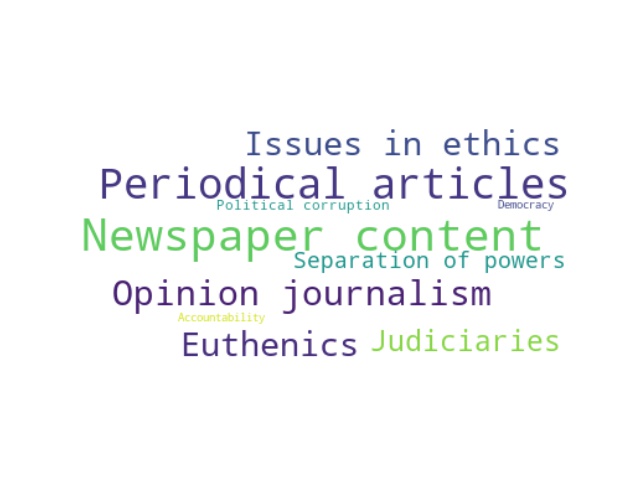 Issues in ethics
Periodical articles
Political corruption
Democracy
Newspaper content
Separation of powers
Opinion journalism
Accountability
Euthenics
Judiciaries